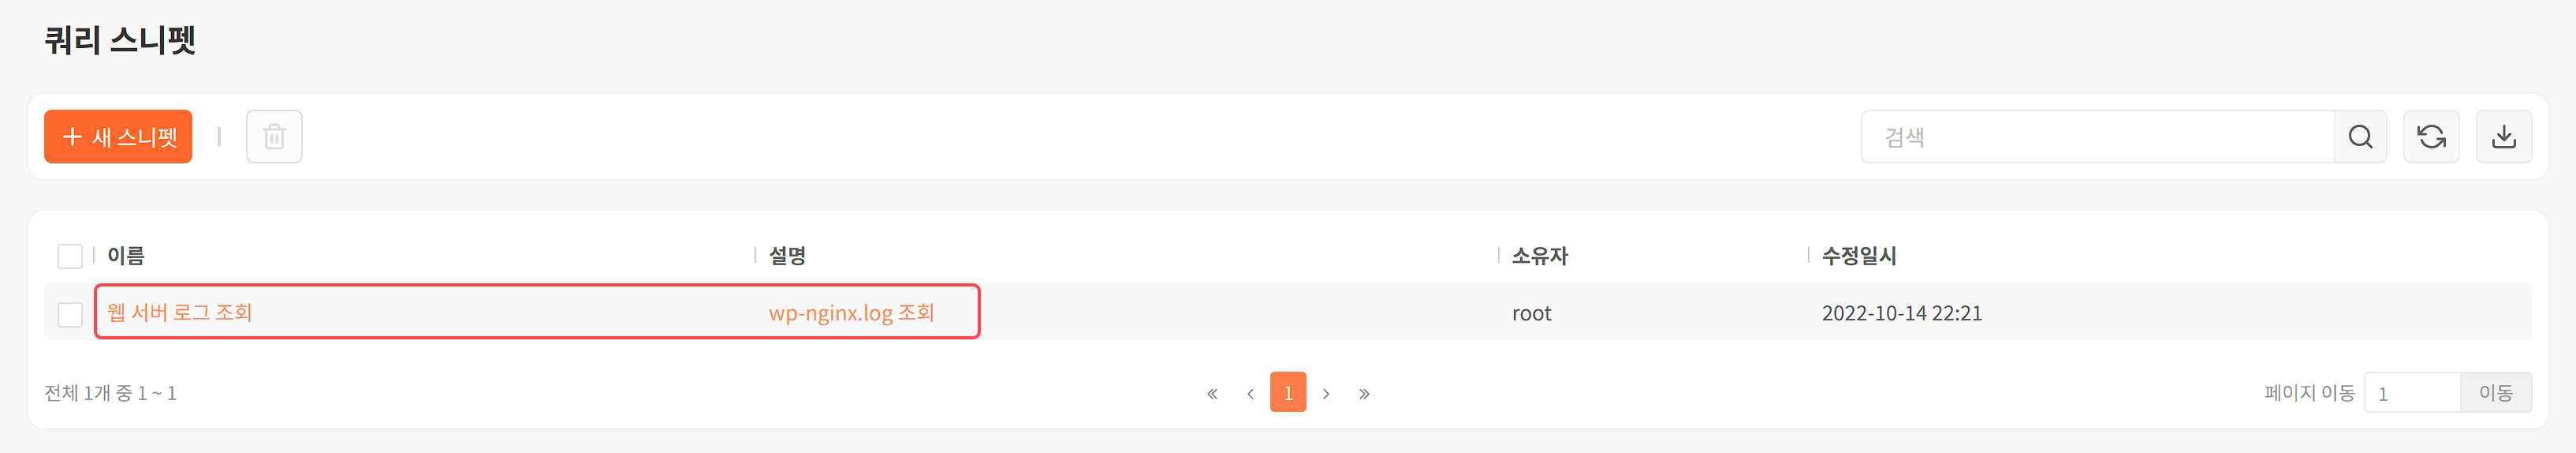 쿼리 스니펫
새 스니펫
검색
이름 설명 소유자 수정일시
웹 서버 로그 조회 wp-nginx.log 조회 root 2022-10-14 22:21
전체 1개 중 1 ~ 1 « ‹ 1 › » 페이지 이동 1 이동